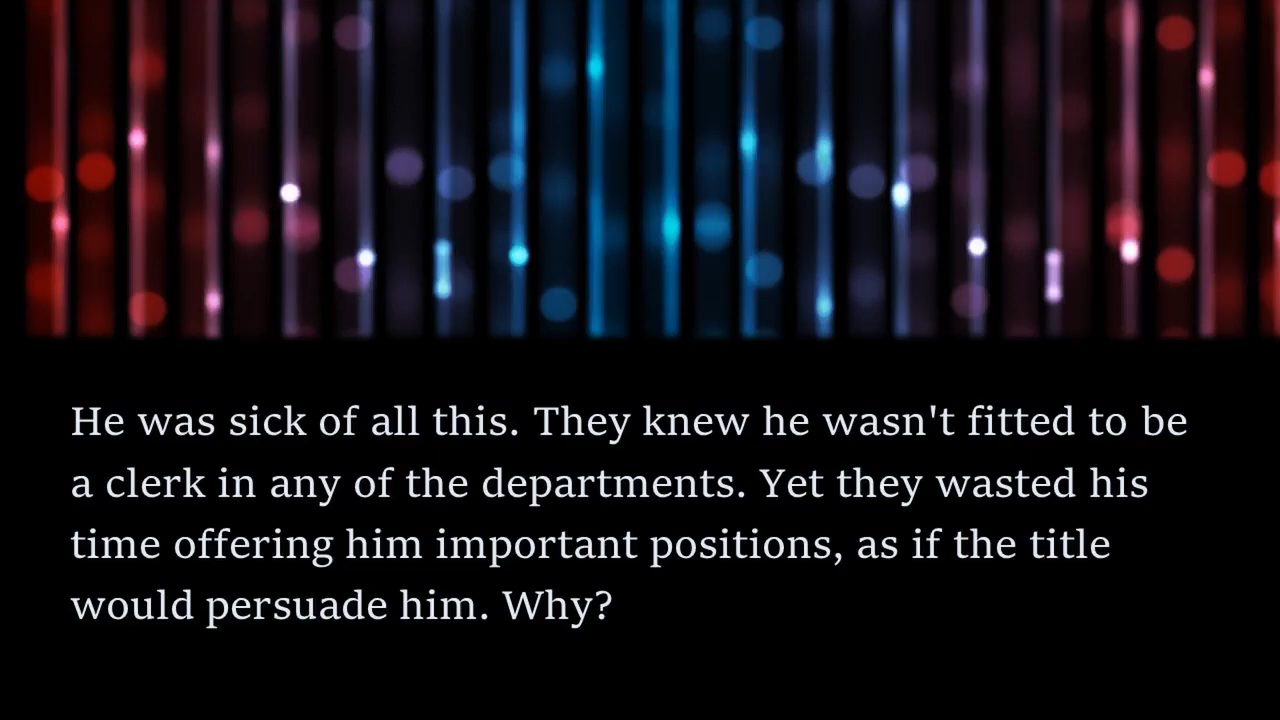 He was sick of all this. They knew he wasn't fitted to be
a clerk in any of the departments. Yet they wasted his
time offering him important positions, as if the title
would persuade him. Why?